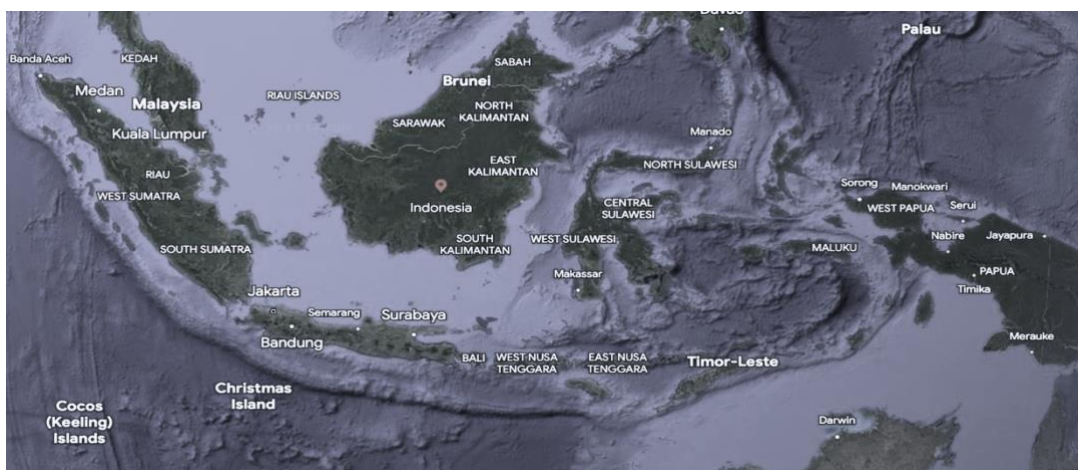 Davao
Palau
Banda Aceh
KEDAH
SABAH
Medan
Brunei
RIAU ISLANDS
Malaysia
NORTH
KALIMANTAN
SARAWAK
Kuala Lumpur
Manado
EAST
KALIMANTAN
NORTH SULAWESI
RIAU
Sorong
Manokwari
WEST SUMATRA
Indonesia
CENTRAL
SULAWESI
WEST PAPUA
Serui
SOUTH
KALIMANTAN
WEST SULAWESI
Jayapura
SOUTH SUMATRA
MALUKU
Nabire
Makassar
PAPUA
Timika
Jakarta
Semarang
Surabaya
Merauke
Bandung
BALI
WEST NUSA
TENGGARA
EAST NUSA
TENGGARA
Timor-Leste
Christmas
Island
Cocos
(Keeling)
Islands
Darwin